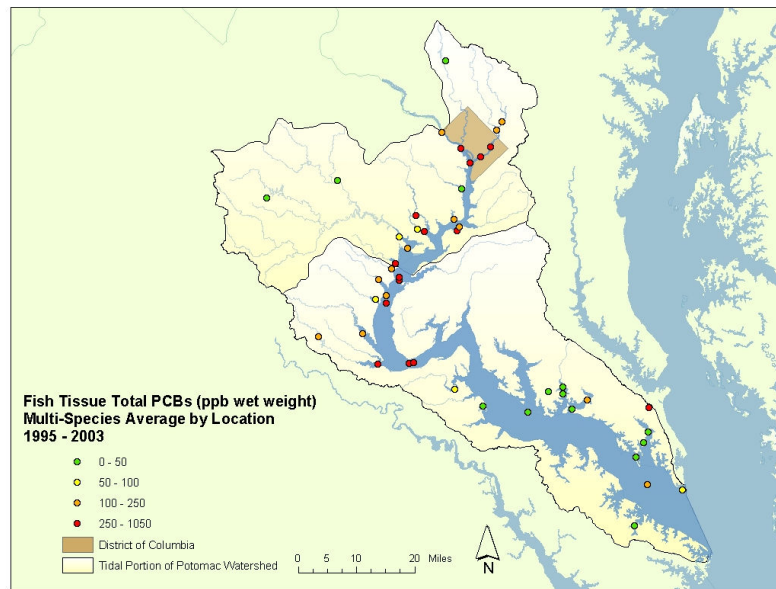 Fish Tissue Total PCBs (ppb wet weight)
Multi-Species Average by Location
1995 - 2003
0 - 50
50 - 100
100 - 250
250 - 1050
District of Columbia
Tidal Portion of Potomac Watershed
0 5 10 20 Miles
N